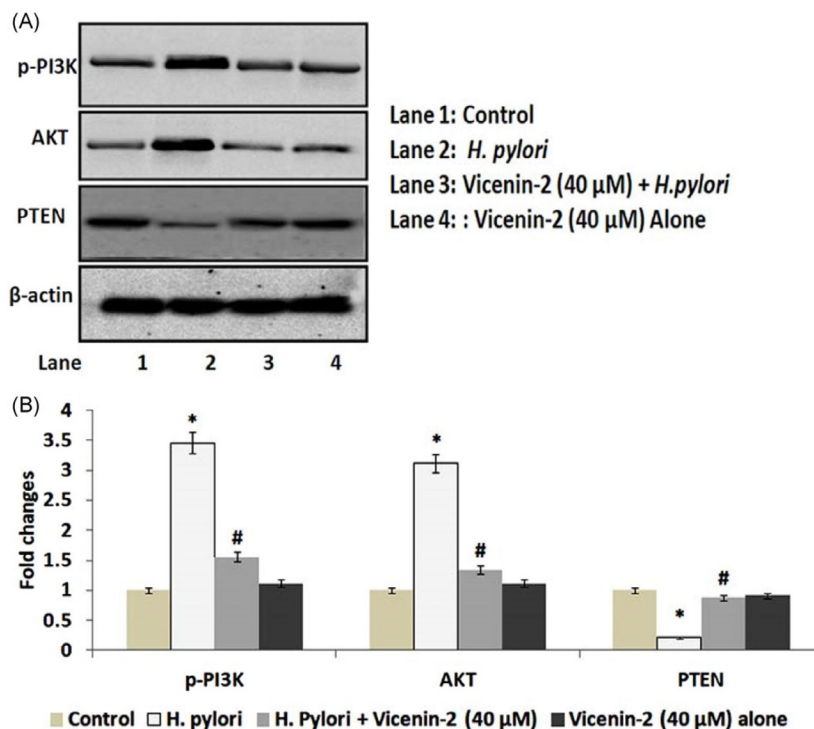 (A)
p-PI3K
AKT
PTEN
β-actin
Lane 1 2 3 4
Lane 1: Control
Lane 2: H. pylori
Lane 3: Vicenin-2 (40 μM) + H.pylori
Lane 4: : Vicenin-2 (40 μM) Alone
(B)
Fold changes
4
3.5
3
2.5
2
1.5
1
0.5
0
* # * # * #
p-PI3K AKT PTEN
Control H. pylori H. Pylori + Vicenin-2 (40 μM) Vicenin-2 (40 μM) alone